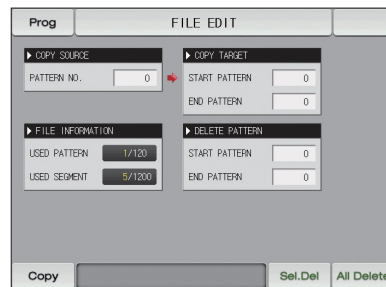 Prog
FILE EDIT
▶ COPY SOURCE
PATTERN NO. 0
▶ COPY TARGET
START PATTERN 0
END PATTERN 0
▶ FILE INFORMATION
USED PATTERN 1/120
USED SEGMENT 5/1200
▶ DELETE PATTERN
START PATTERN 0
END PATTERN 0
Copy
Sel.Del
All Delete